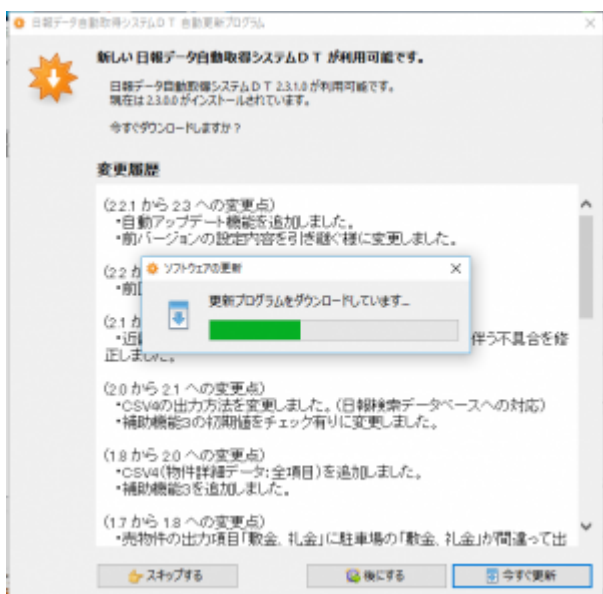 日報データ自動取得システムDT 自動更新プログラム
新しい 日報データ自動取得システムDT が利用可能です。
日報データ自動取得システムDT 2.3.1.0 が利用可能です。
現在は 2.3.0.0 がインストールされています。
今すぐダウンロードしますか?
変更履歴
(2.2.1 から 2.3 への変更点)
・自動アップデート機能を追加しました。
・前バージョンの設定内容を引き継ぐ様に変更しました。
(2.2 か
・前回
ソフトウェアの更新
更新プログラムをダウンロードしています...
(2.1 か
・近
伴う不具合を修
正しました。
(2.0 から 2.1 への変更点)
・CSV4の出力方法を変更しました。(日報検索データベースへの対応)
・補助機能3の初期値をチェック有りに変更しました。
(1.8 から 2.0 への変更点)
・CSV4(物件詳細データ:全項目)を追加しました。
・補助機能3を追加しました。
(1.7 から 1.8 への変更点)
・売物件の出力項目「敷金、礼金」に駐車場の「敷金、礼金」が間違って出
スキップする
後にする
今すぐ更新